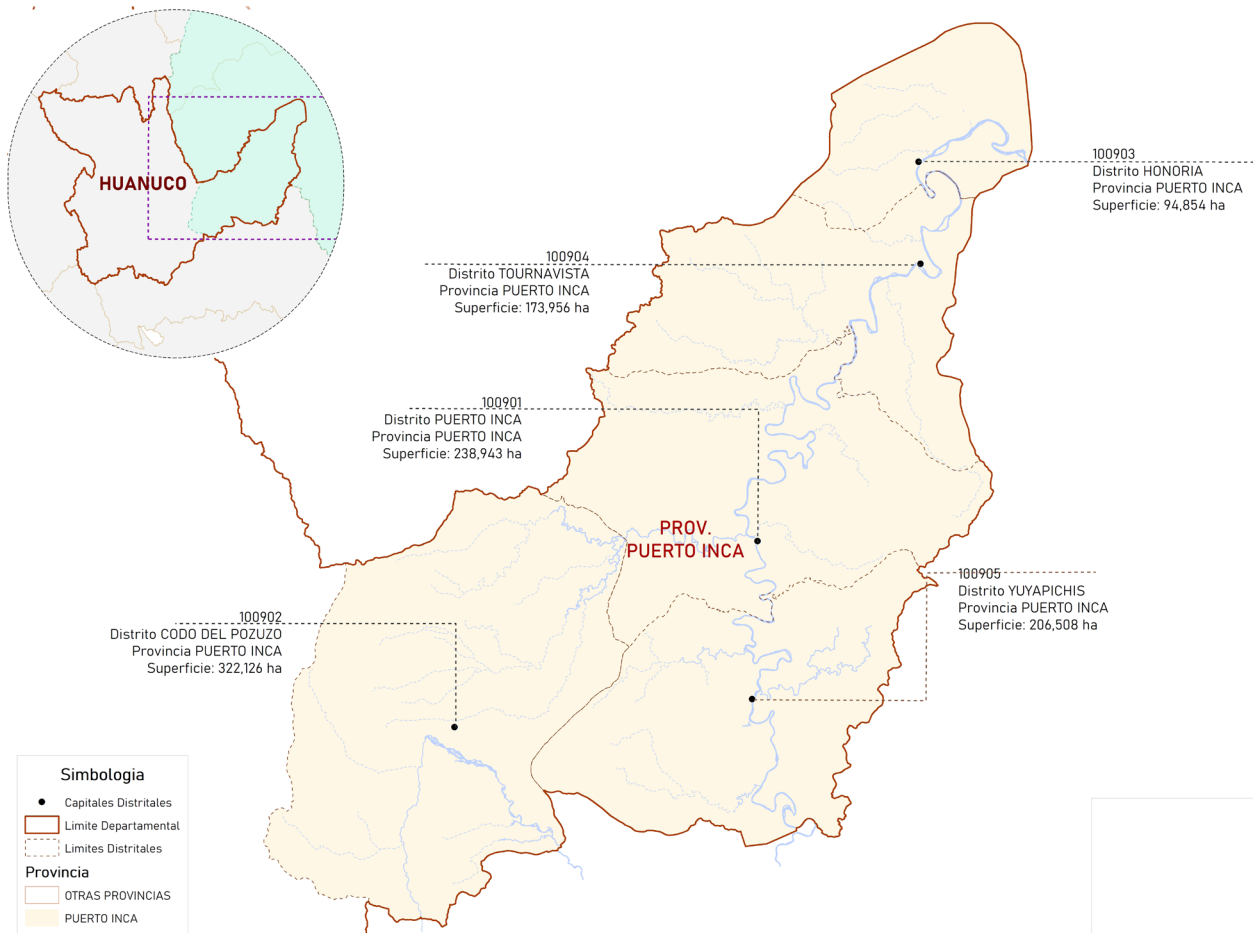 HUANUCO
100903
Distrito HONORIA
Provincia PUERTO INCA
Superficie: 94,854 ha
100904
Distrito TOURNAVISTA
Provincia PUERTO INCA
Superficie: 173,956 ha
100901
Distrito PUERTO INCA
Provincia PUERTO INCA
Superficie: 238,943 ha
PROV.
PUERTO INCA
100905
Distrito YUYAPICHIS
Provincia PUERTO INCA
Superficie: 206,508 ha
100902
Distrito CODO DEL POZUZO
Provincia PUERTO INCA
Superficie: 322,126 ha
Simbologia
Capitales Distritales
Limite Departamental
Limites Distritales
Provincia
OTRAS PROVINCIAS
PUERTO INCA